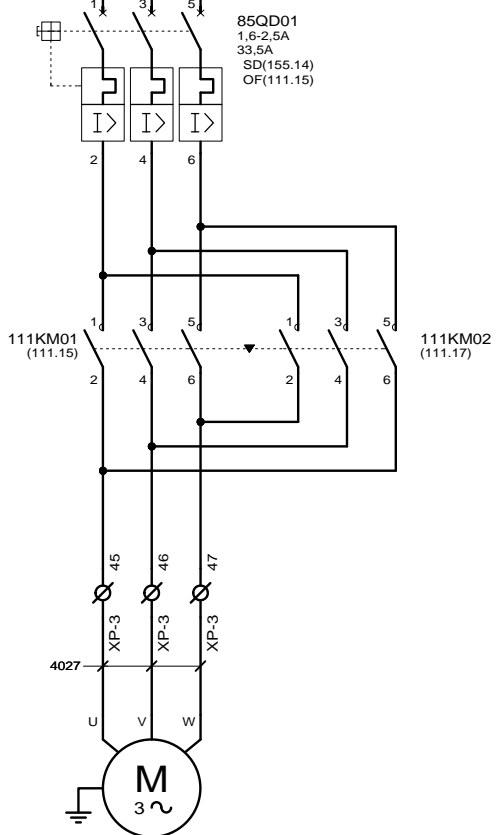 1 3 5
85QD01
1,6-2,5A
33,5A
SD(155.14)
OF(111.15)
I> I> I>
2 4 6
1 3 5 1 3 5
111KM01
(111.15)
111KM02
(111.17)
2 4 6 2 4 6
45 46 47
XP-3 XP-3 XP-3
4027
U V W
M
3 ~